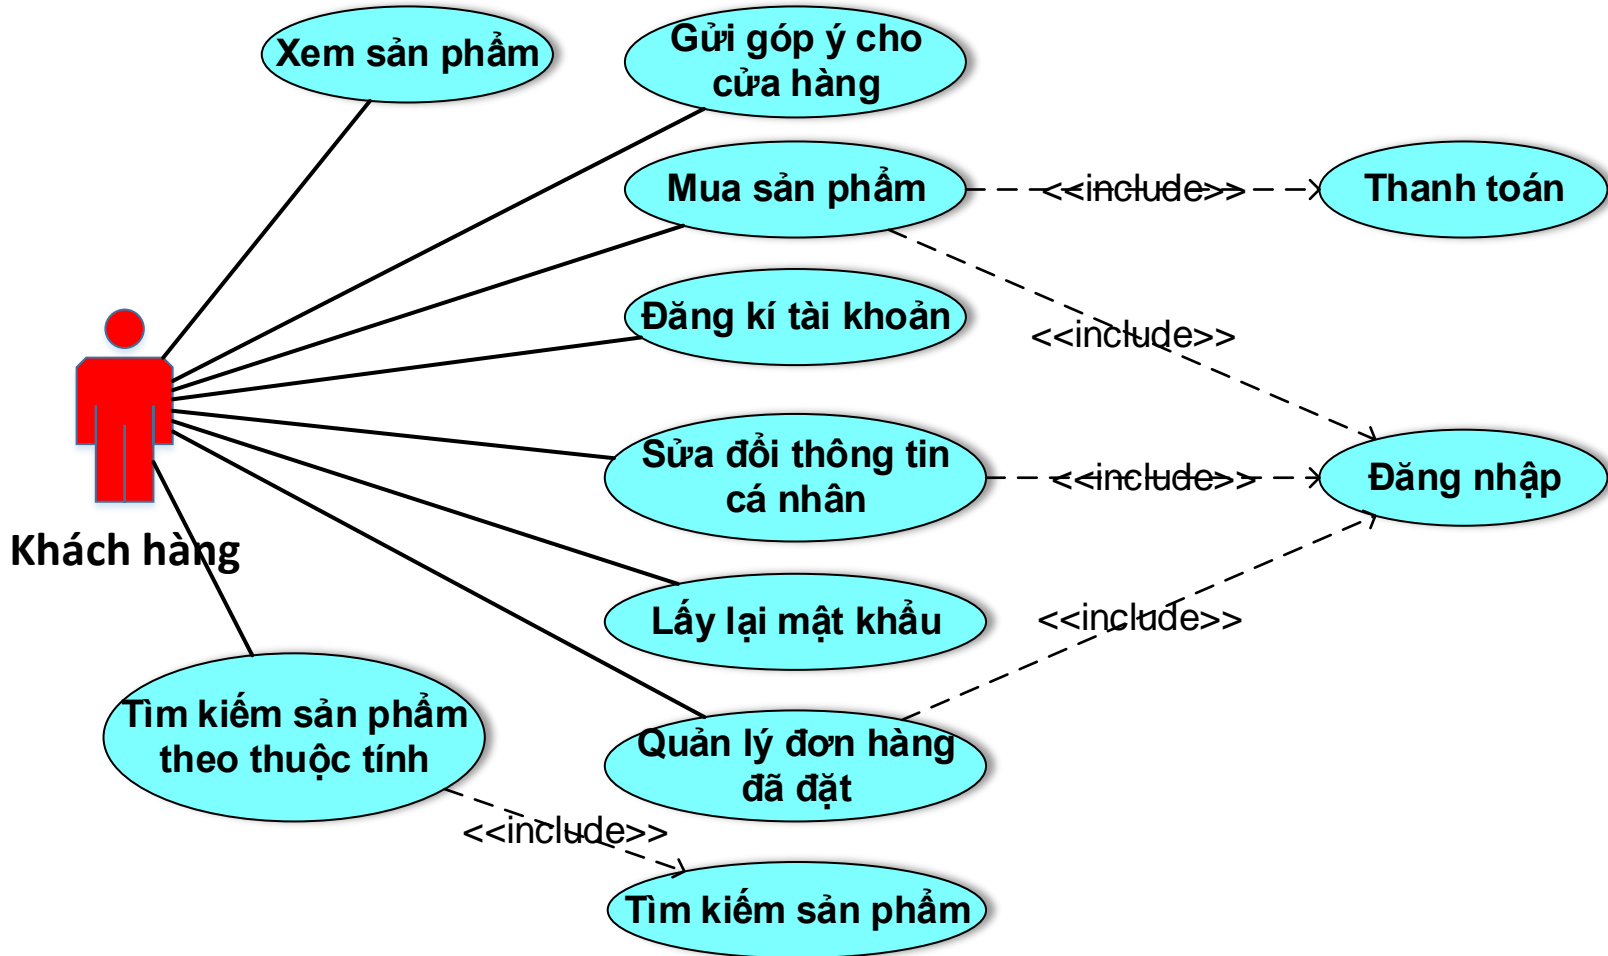 Xem sản phẩm
Gửi góp ý cho
cửa hàng
Mua sản phẩm
<<include>>
Thanh toán
Đăng kí tài khoản
<<include>>
Sửa đổi thông tin
cá nhân
<<include>>
Đăng nhập
Khách hàng
Lấy lại mật khẩu
<<include>>
Tìm kiếm sản phẩm
theo thuộc tính
Quản lý đơn hàng
đã đặt
<<include>>
Tìm kiếm sản phẩm